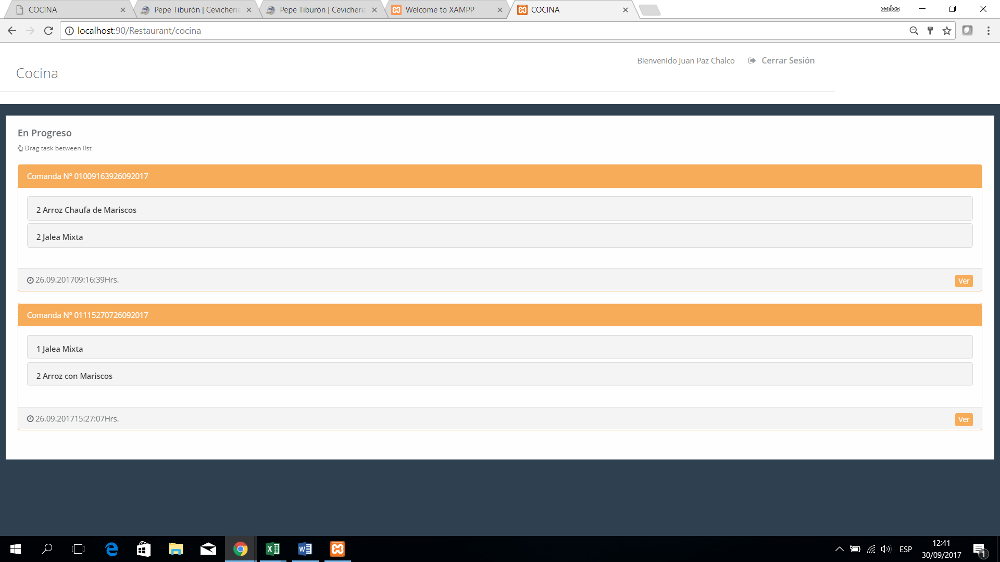 COCINA
Pepe Tiburón | Cevicheria
Pepe Tiburón | Cevicheria
Welcome to XAMPP
COCINA
carlos
localhost:90/Restaurant/cocina
Bienvenido Juan Paz Chalco
Cerrar Sesión
Cocina
En Progreso
Drag task between list
Comanda N° 01009163926092017
2 Arroz Chaufa de Mariscos
2 Jalea Mixta
26.09.201709:16:39Hrs.
Ver
Comanda N° 01115270726092017
1 Jalea Mixta
2 Arroz con Mariscos
26.09.201715:27:07Hrs.
Ver
ESP
12:41
30/09/2017
1